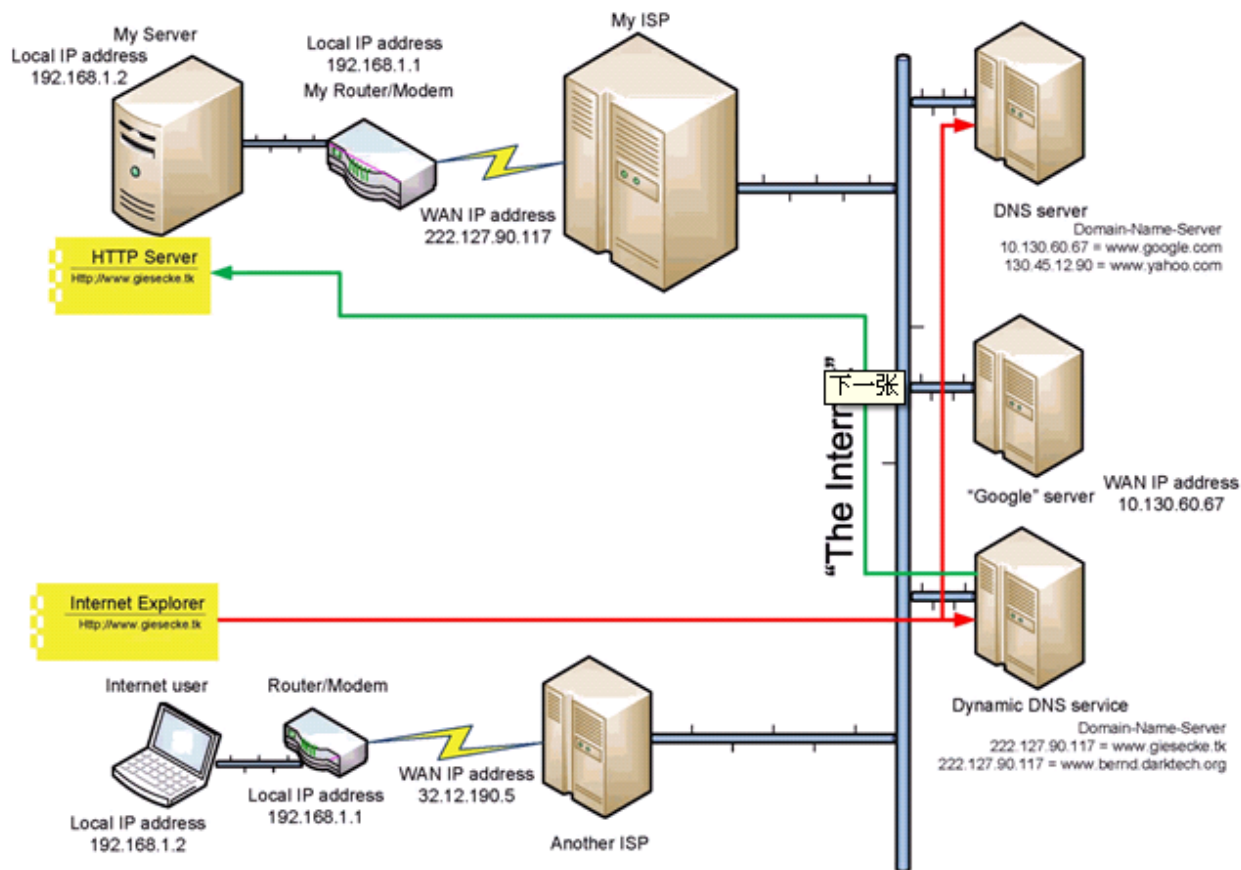 My Server
Local IP address
192.168.1.2
Local IP address
192.168.1.1
My Router/Modem
My ISP
WAN IP address
222.127.90.117
HTTP Server
Http://www.giesecke.tk
DNS server
Domain-Name-Server
10.130.60.67 = www.google.com
130.45.12.90 = www.yahoo.com
下一张
"The Intern
"
"Google" server
WAN IP address
10.130.60.67
Internet Explorer
Http://www.giesecke.tk
Internet user
Local IP address
192.168.1.2
Router/Modem
Local IP address
192.168.1.1
WAN IP address
32.12.190.5
Another ISP
Dynamic DNS service
Domain-Name-Server
222.127.90.117 = www.giesecke.tk
222.127.90.117 = www.bernd.darktech.org